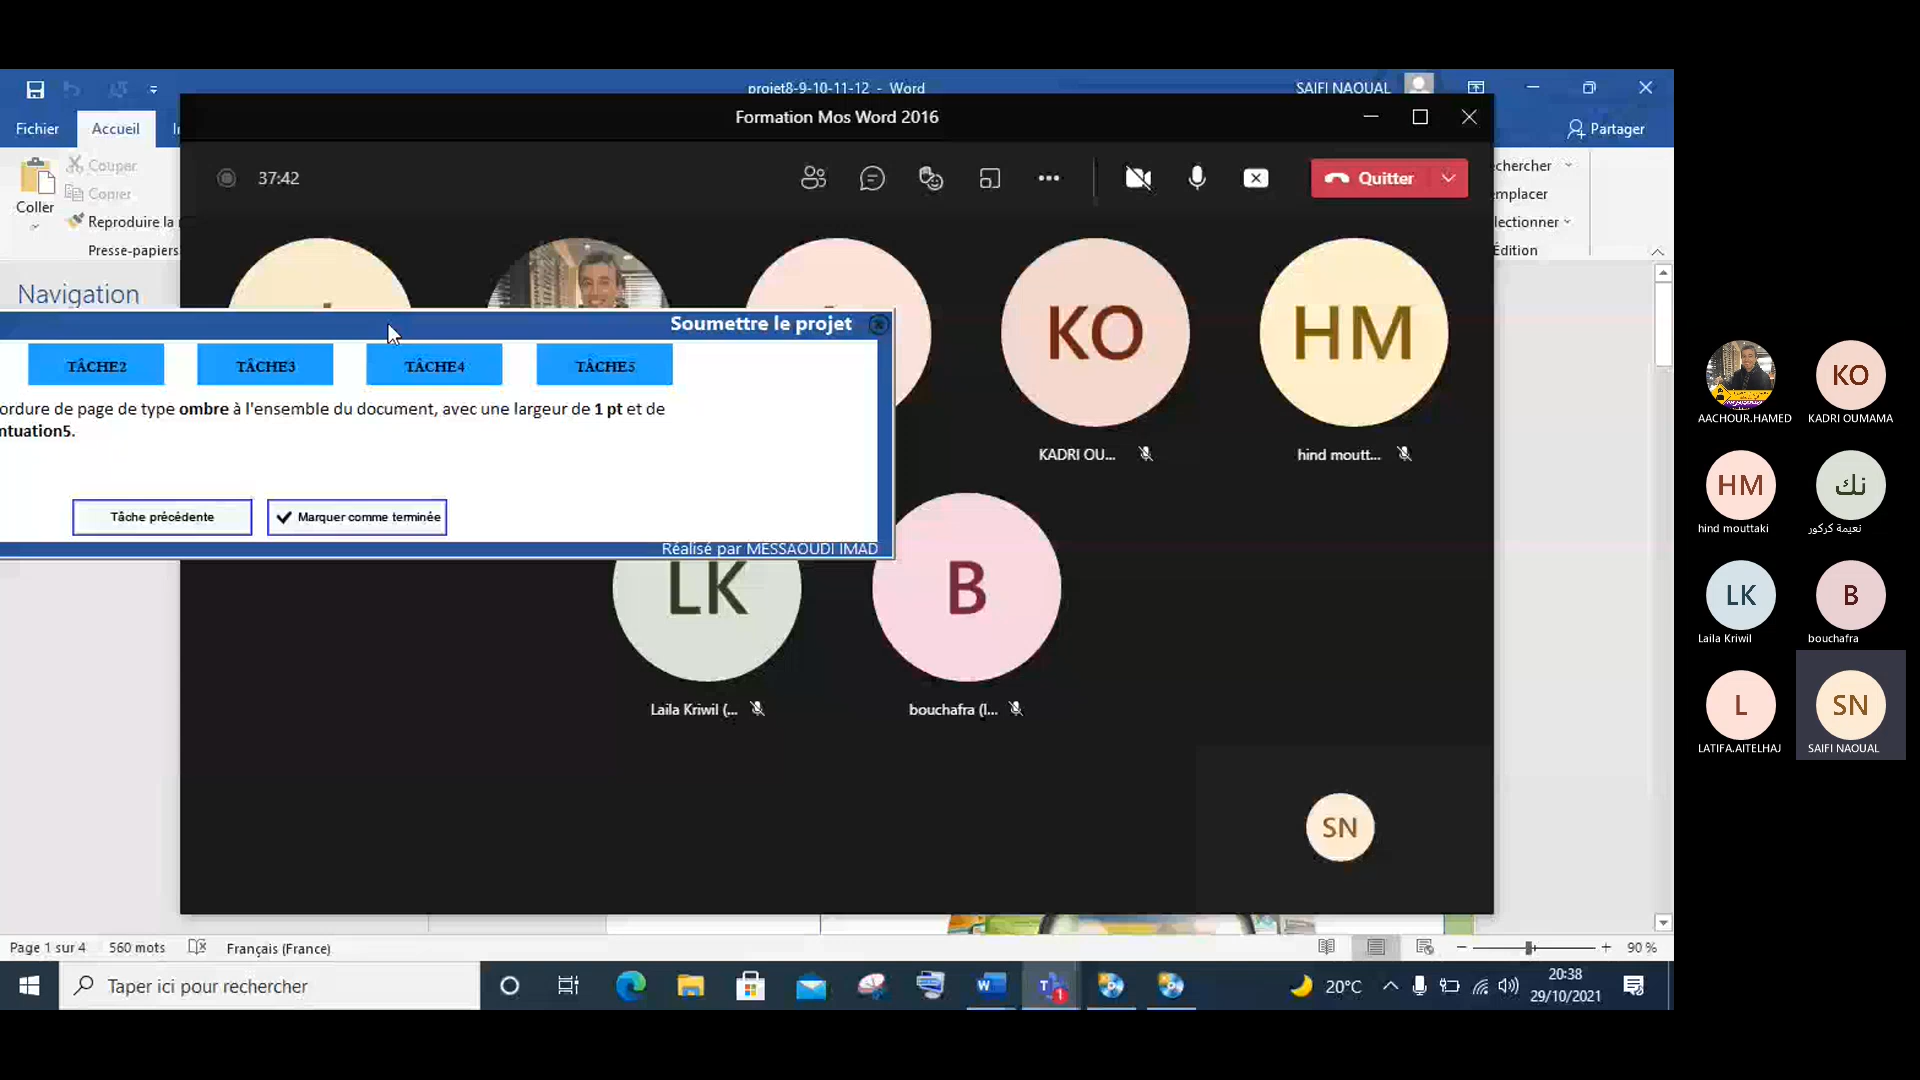 projet8-9-10-11-12 - Word
SAIFI NAOUAL
Fichier
Accueil
Partager
Formation Mos Word 2016
Couper
Copier
Coller
Reproduire la
Presse-papiers
37:42
Quitter
Édition
Navigation
KO
HM
KADRI OU...
hind moutt...
Soumettre le projet
TÂCHE2
TÂCHE3
TÂCHE4
TÂCHE5
ordure de page de type ombre à l'ensemble du document, avec une largeur de 1 pt et de
ntuation5.
Tâche précédente
Marquer comme terminée
Réalisé par MESSAOUDI IMAD
LK
B
Laila Kriwil (...
bouchafra (l...
SN
AACHOUR.HAMED
KO
KADRI OUMAMA
HM
hind mouttaki
نك
نعيمة كركور
LK
Laila Kriwil
B
bouchafra
L
LATIFA.AITELHAJ
SN
SAIFI NAOUAL
Page 1 sur 4
560 mots
Français (France)
90 %
Taper ici pour rechercher
1
20°C
20:38
29/10/2021